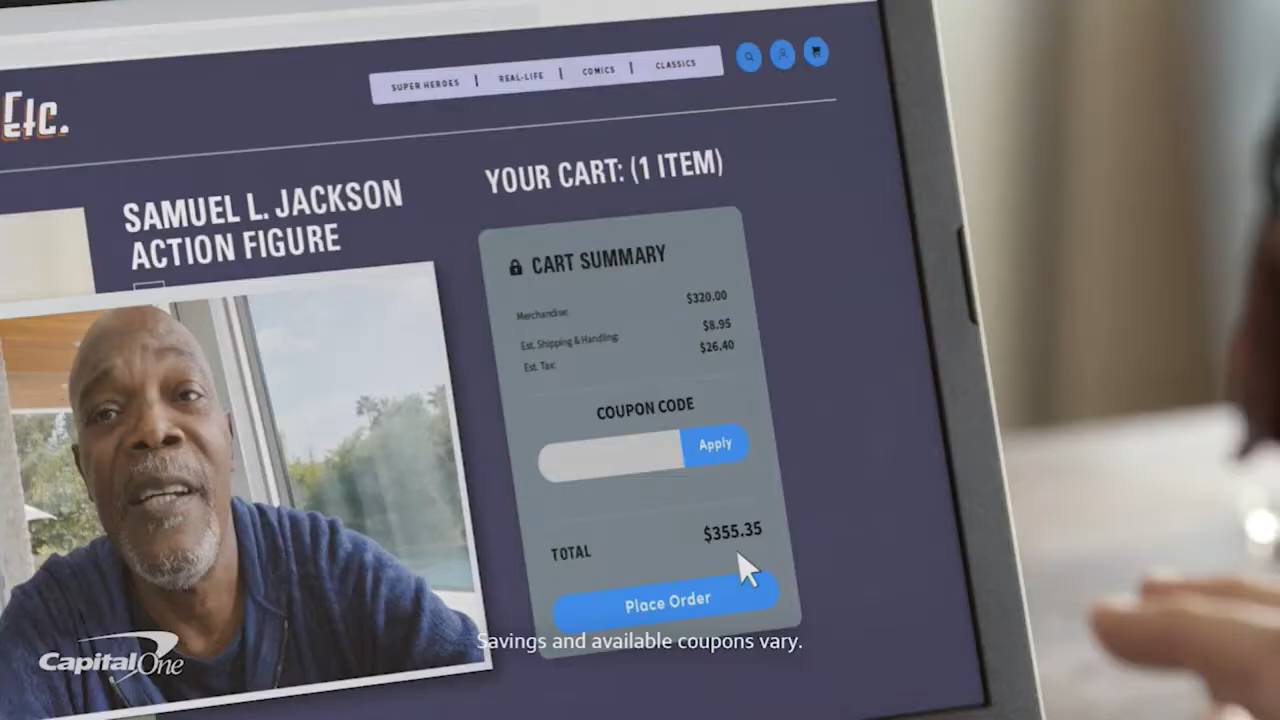 Etc.
SUPER HEROES | REAL-LIFE | COMICS | CLASSICS
SAMUEL L. JACKSON
ACTION FIGURE
YOUR CART: (1 ITEM)
CART SUMMARY
Merchandise: $320.00
Est. Shipping & Handling: $8.95
Est. Tax: $26.40
COUPON CODE
Apply
TOTAL $355.35
Place Order
Savings and available coupons vary.
Capital One